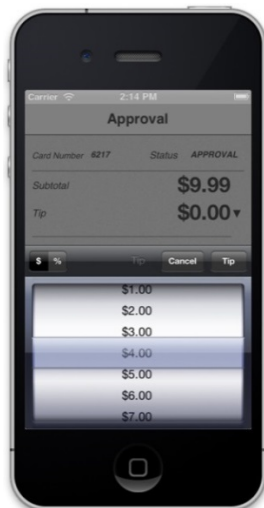 Carrier 2:14 PM
Approval
Card Number 6217 Status APPROVAL
Subtotal $9.99
Tip $0.00
$ % Tip Cancel Tip
$1.00
$2.00
$3.00
$4.00
$5.00
$6.00
$7.00